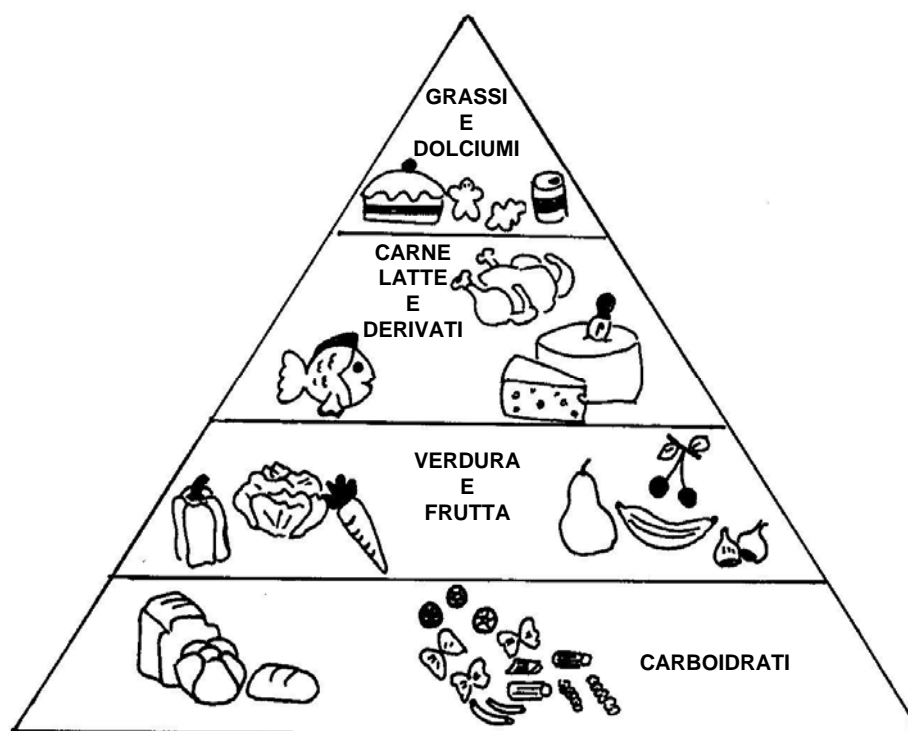 GRASSI
E
DOLCIUMI
CARNE
LATTE
E
DERIVATI
VERDURA
E
FRUTTA
CARBOIDRATI